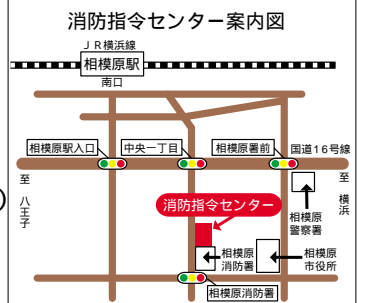 消防指令センター案内図
ＪＲ横浜線
相模原駅
南口
相模原駅入口
中央一丁目
相模原署前
国道16号線
至 八王子
至 横浜
消防指令センター
相模原
警察署
相模原
消防署
相模原
市役所
相模原消防署